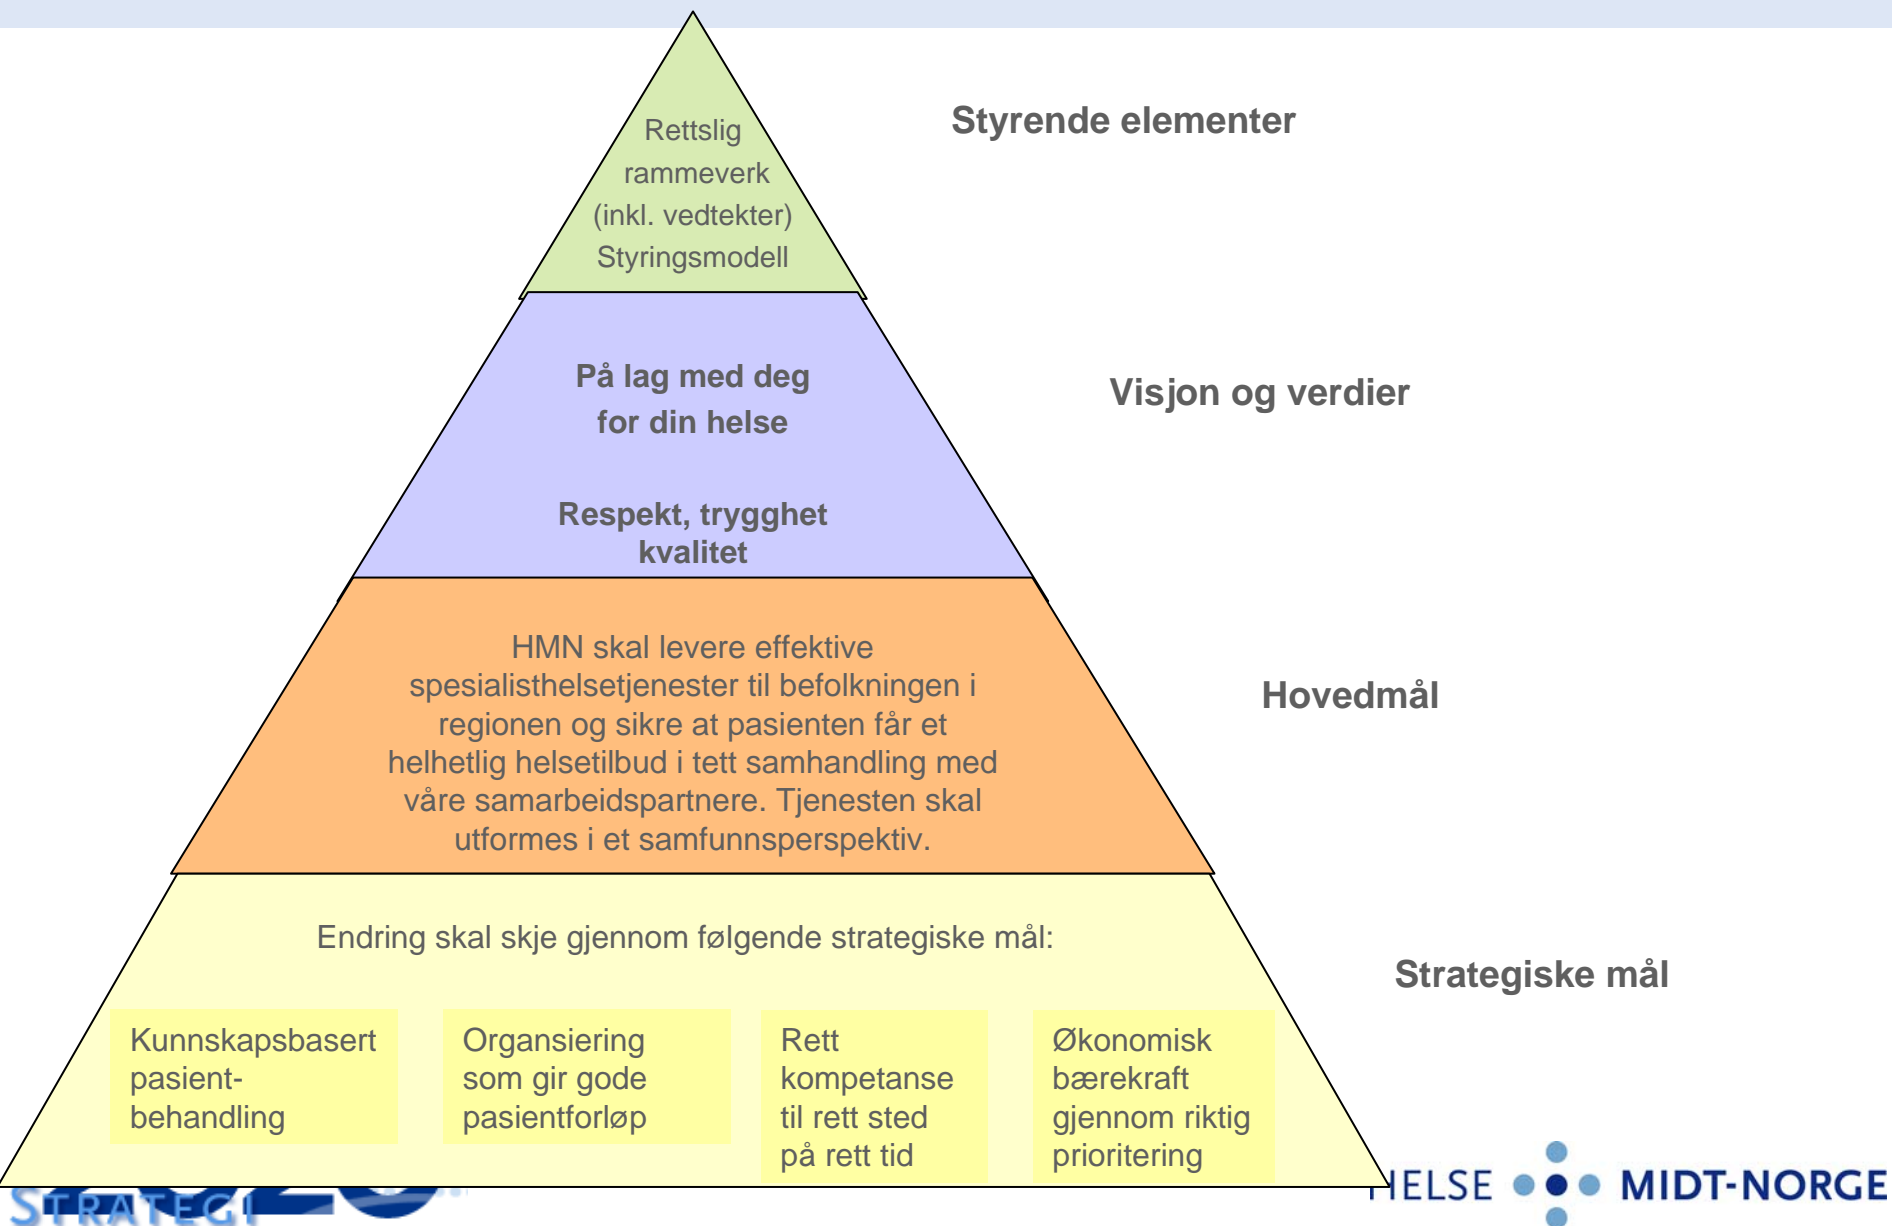 Rettslig
rammeverk
(inkl. vedtekter)
Styringsmodell
Styrende elementer
På lag med deg
for din helse
Respekt, trygghet
kvalitet
Visjon og verdier
HMN skal levere effektive
spesialisthelsetjenester til befolkningen i
regionen og sikre at pasienten får et
helhetlig helsetilbud i tett samhandling med
våre samarbeidspartnere. Tjenesten skal
utformes i et samfunnsperspektiv.
Hovedmål
Endring skal skje gjennom følgende strategiske mål:
Strategiske mål
Kunnskapsbasert
pasient-
behandling
Organsiering
som gir gode
pasientforløp
Rett
kompetanse
til rett sted
på rett tid
Økonomisk
bærekraft
gjennom riktig
prioritering
STRATEGI
HELSE MIDT-NORGE